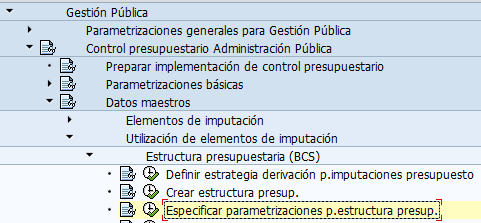 Gestión Pública
Parametrizaciones generales para Gestión Pública
Control presupuestario Administración Pública
Preparar implementación de control presupuestario
Parametrizaciones básicas
Datos maestros
Elementos de imputación
Utilización de elementos de imputación
Estructura presupuestaria (BCS)
Definir estrategia derivación p.imputaciones presupuesto
Crear estructura presup.
Especificar parametrizaciones p.estructura presup.